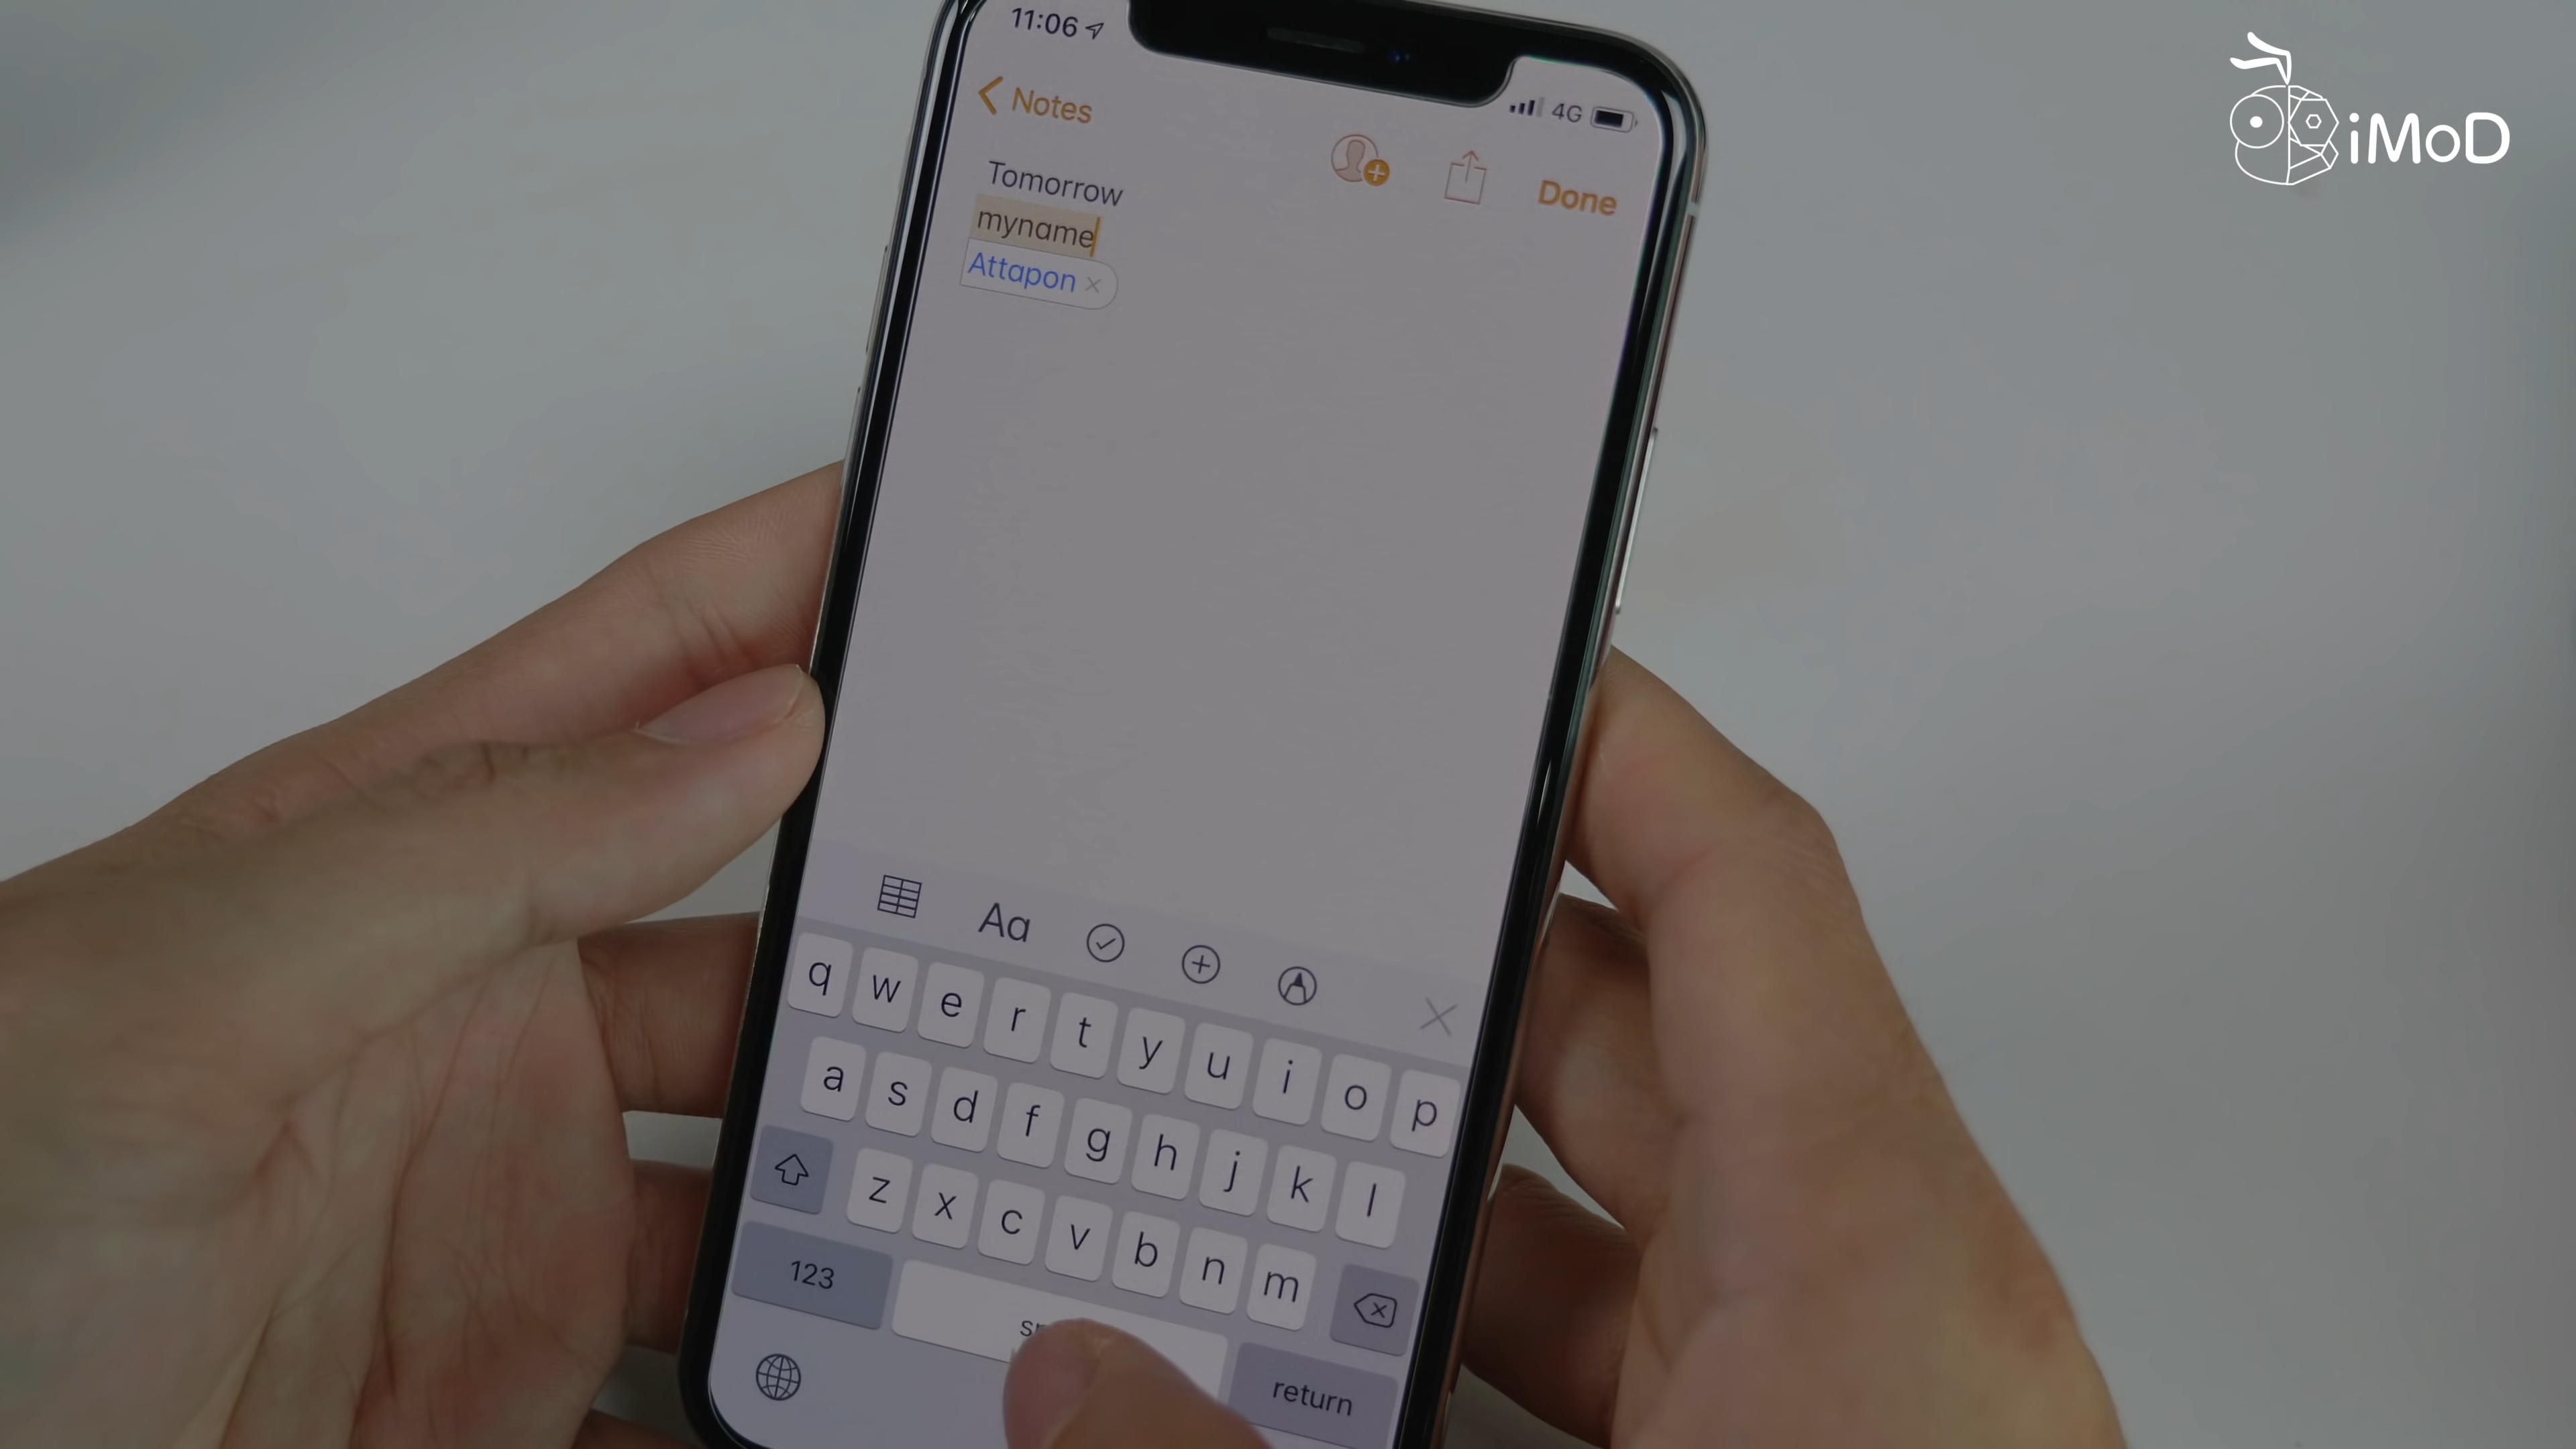 11:06
4G
Notes
Done
Tomorrow
myname
Attapon ×
Aa
q w e r t y u i o p
a s d f g h j k l
z x c v b n m
123
return
iMoD